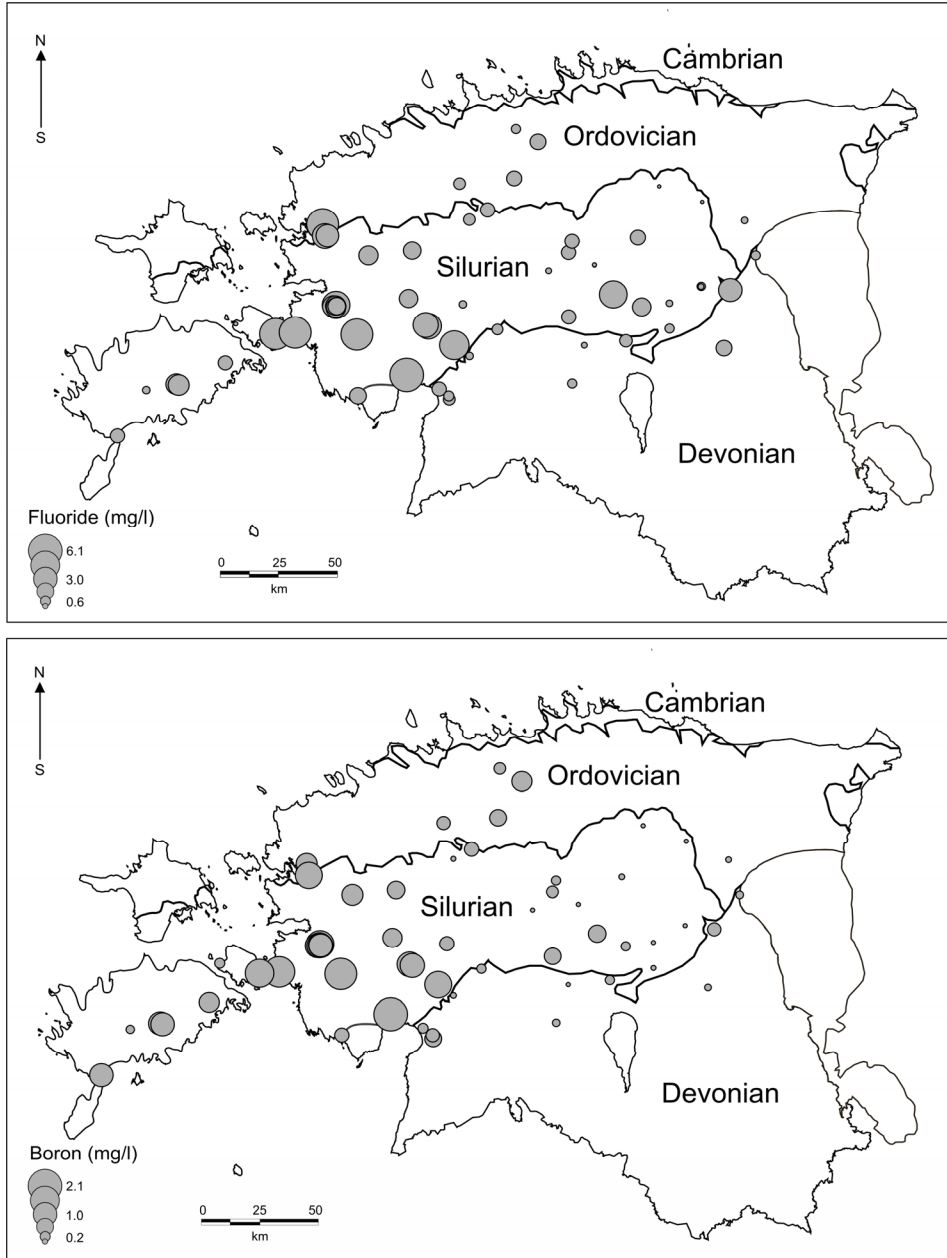 N
S
Cambrian
Ordovician
Silurian
Devonian
Fluoride (mg/l)
6.1
3.0
0.6
0 25 50
km
N
S
Cambrian
Ordovician
Silurian
Devonian
Boron (mg/l)
2.1
1.0
0.2
0 25 50
km